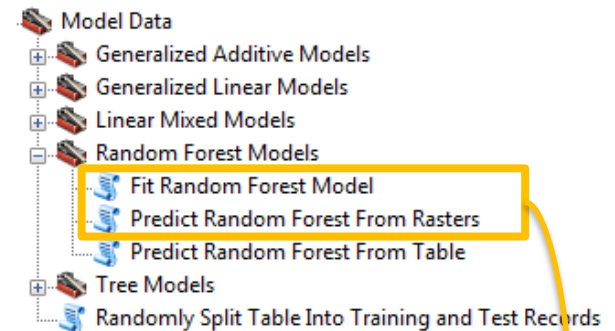 Model Data
Generalized Additive Models
Generalized Linear Models
Linear Mixed Models
Random Forest Models
Fit Random Forest Model
Predict Random Forest From Rasters
Predict Random Forest From Table
Tree Models
Randomly Split Table Into Training and Test Records